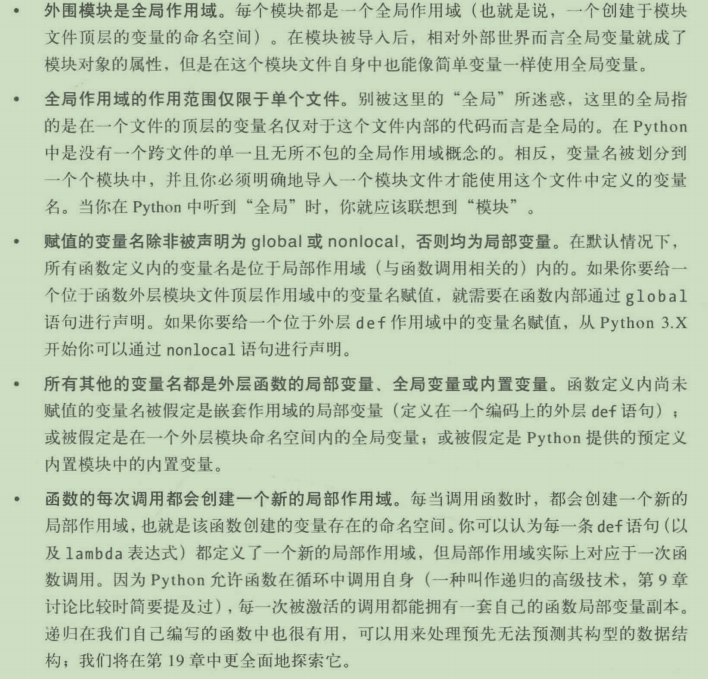 • 外围模块是全局作用域。每个模块都是一个全局作用域（也就是说，一个创建于模块
文件顶层的变量的命名空间）。在模块被导入后，相对外部世界而言全局变量就成了
模块对象的属性，但是在这个模块文件自身中也能像简单变量一样使用全局变量。
• 全局作用域的作用范围仅限于单个文件。别被这里的“全局”所迷惑，这里的全局指
的是在一个文件的顶层的变量名仅对于这个文件内部的代码而言是全局的。在 Python
中是没有一个跨文件的单一且无所不包的全局作用域概念的。相反，变量名被划分到
一个个模块中，并且你必须明确地导入一个模块文件才能使用这个文件中定义的变量
名。当你在 Python 中听到“全局”时，你就应该联想到“模块”。
• 赋值的变量名除非被声明为 global 或 nonlocal，否则均为局部变量。在默认情况下，
所有函数定义内的变量名是位于局部作用域（与函数调用相关的）内的。如果你要给一
个位于函数外层模块文件顶层作用域中的变量名赋值，就需要在函数内部通过 global
语句进行声明。如果你要给一个位于外层 def 作用域中的变量名赋值，从 Python 3.X
开始你可以通过 nonlocal 语句进行声明。
• 所有其他的变量名都是外层函数的局部变量、全局变量或内置变量。函数定义内尚未
赋值的变量名被假定是嵌套作用域的局部变量（定义在一个编码上的外层 def 语句）；
或被假定是在一个外层模块命名空间内的全局变量；或被假定是 Python 提供的预定义
内置模块中的内置变量。
• 函数的每次调用都会创建一个新的局部作用域。每当调用函数时，都会创建一个新的
局部作用域，也就是该函数创建的变量存在的命名空间。你可以认为每一条 def 语句（以
及 lambda 表达式）都定义了一个新的局部作用域，但局部作用域实际上对应于一次函
数调用。因为 Python 允许函数在循环中调用自身（一种叫作递归的高级技术，第 9 章
讨论比较时简要提及过），每一次被激活的调用都能拥有一套自己的函数局部变量副本。
递归在我们自己编写的函数中也很有用，可以用来处理预先无法预测其构型的数据结
构；我们将在第 19 章中更全面地探索它。